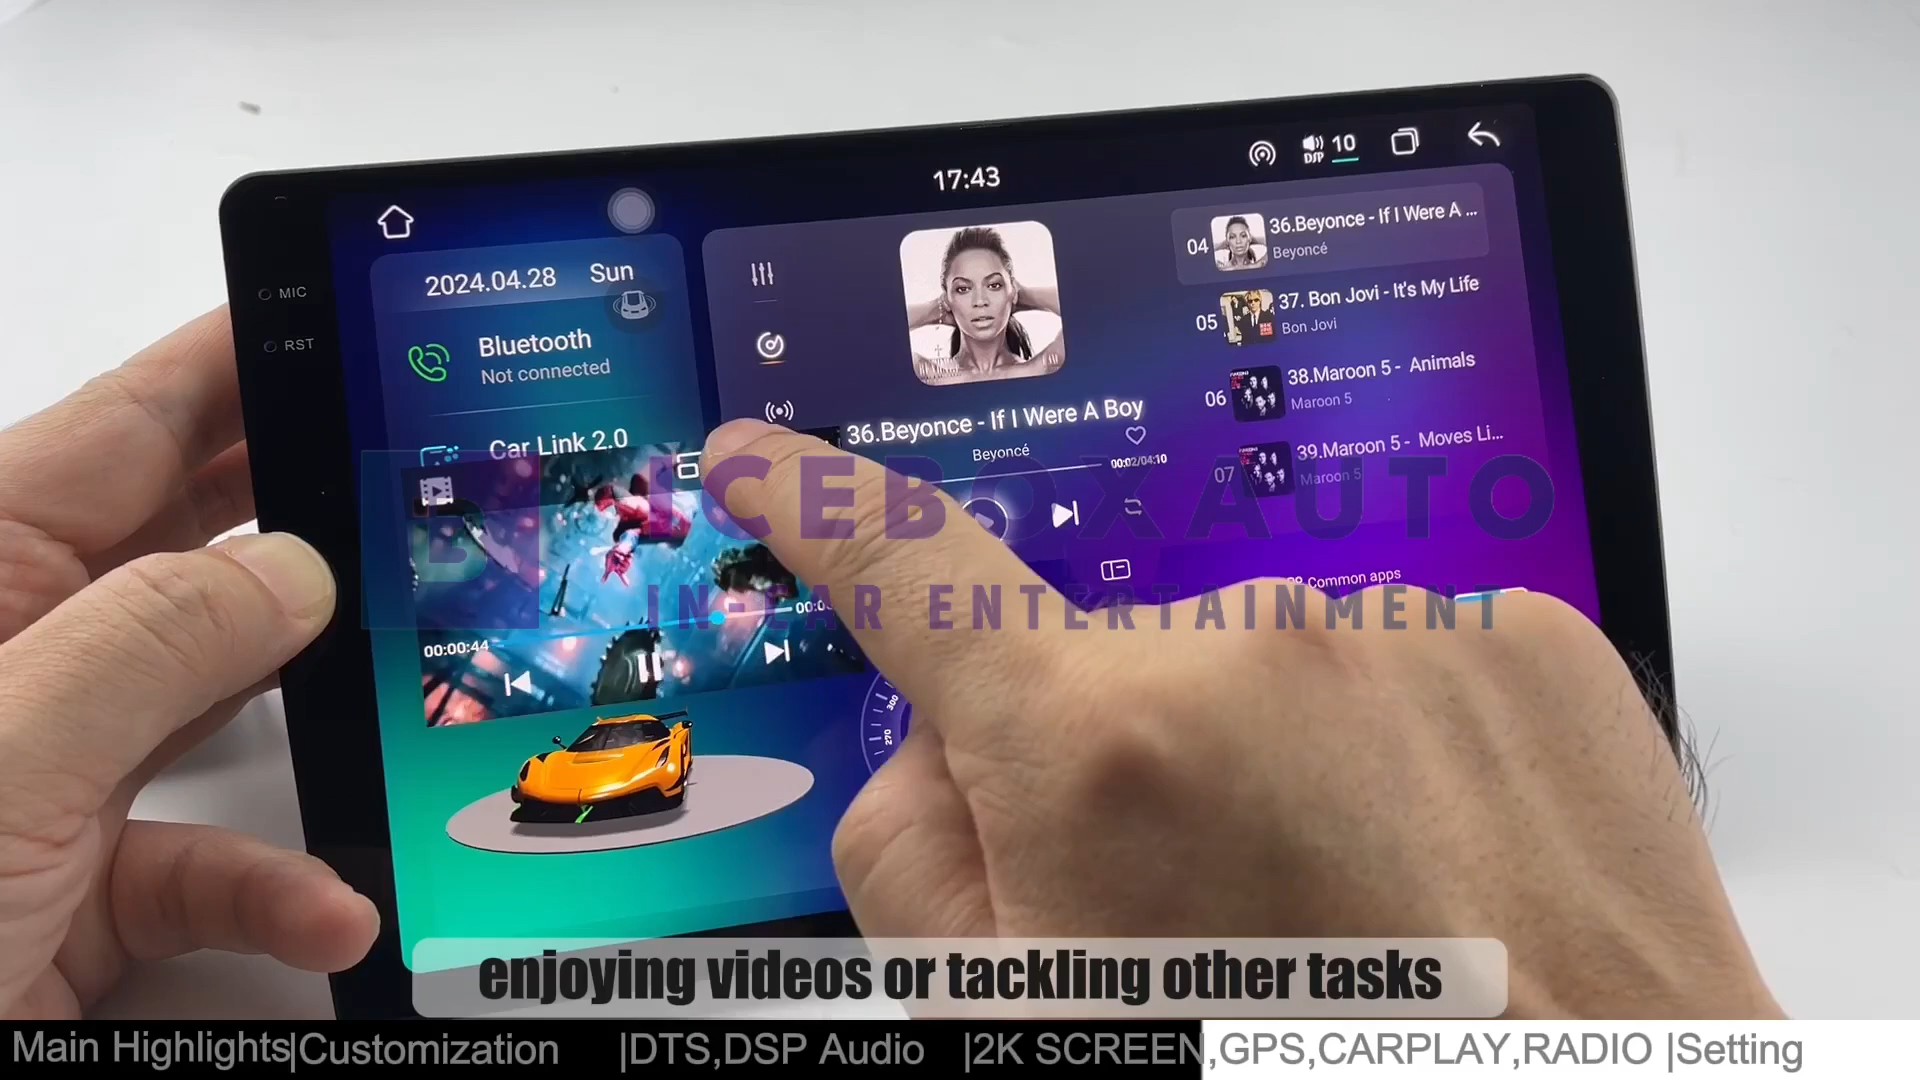 17:43
DSP 10
2024.04.28 Sun
MIC
RST
Bluetooth
Not connected
Car Link 2.0
04 36.Beyonce - If I Were A ...
Beyoncé
05 37. Bon Jovi - It's My Life
Bon Jovi
06 38.Maroon 5 - Animals
Maroon 5
07 39.Maroon 5 - Moves Li...
Maroon 5
36.Beyonce - If I Were A Boy
Beyoncé
00:02/04:10
Common apps
00:00:44
300
270
ICEBOXAUTO
IN-CAR ENTERTAINMENT
enjoying videos or tackling other tasks
Main Highlights|Customization |DTS,DSP Audio |2K SCREEN,GPS,CARPLAY,RADIO |Setting